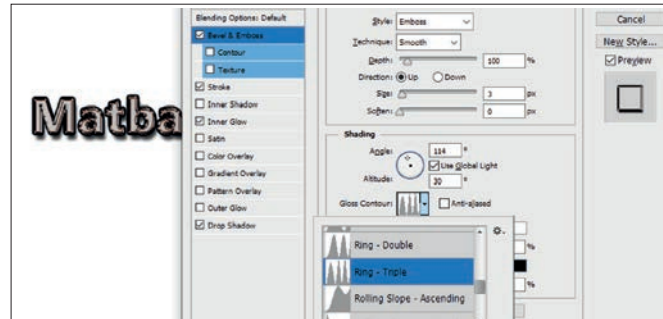 Matba
Blending Options: Default
Bevel & Emboss
Contour
Texture
Stroke
Inner Shadow
Inner Glow
Satin
Color Overlay
Gradient Overlay
Pattern Overlay
Outer Glow
Drop Shadow
Style: Emboss
Technique: Smooth
Depth: 100 %
Direction: Up Down
Size: 3 px
Soften: 0 px
Shading
Angle: 114 °
Use Global Light
Altitude: 30 °
Gloss Contour: Anti-aliased
%
%
Ring - Double
Ring - Triple
Rolling Slope - Ascending
Cancel
New Style...
Preview